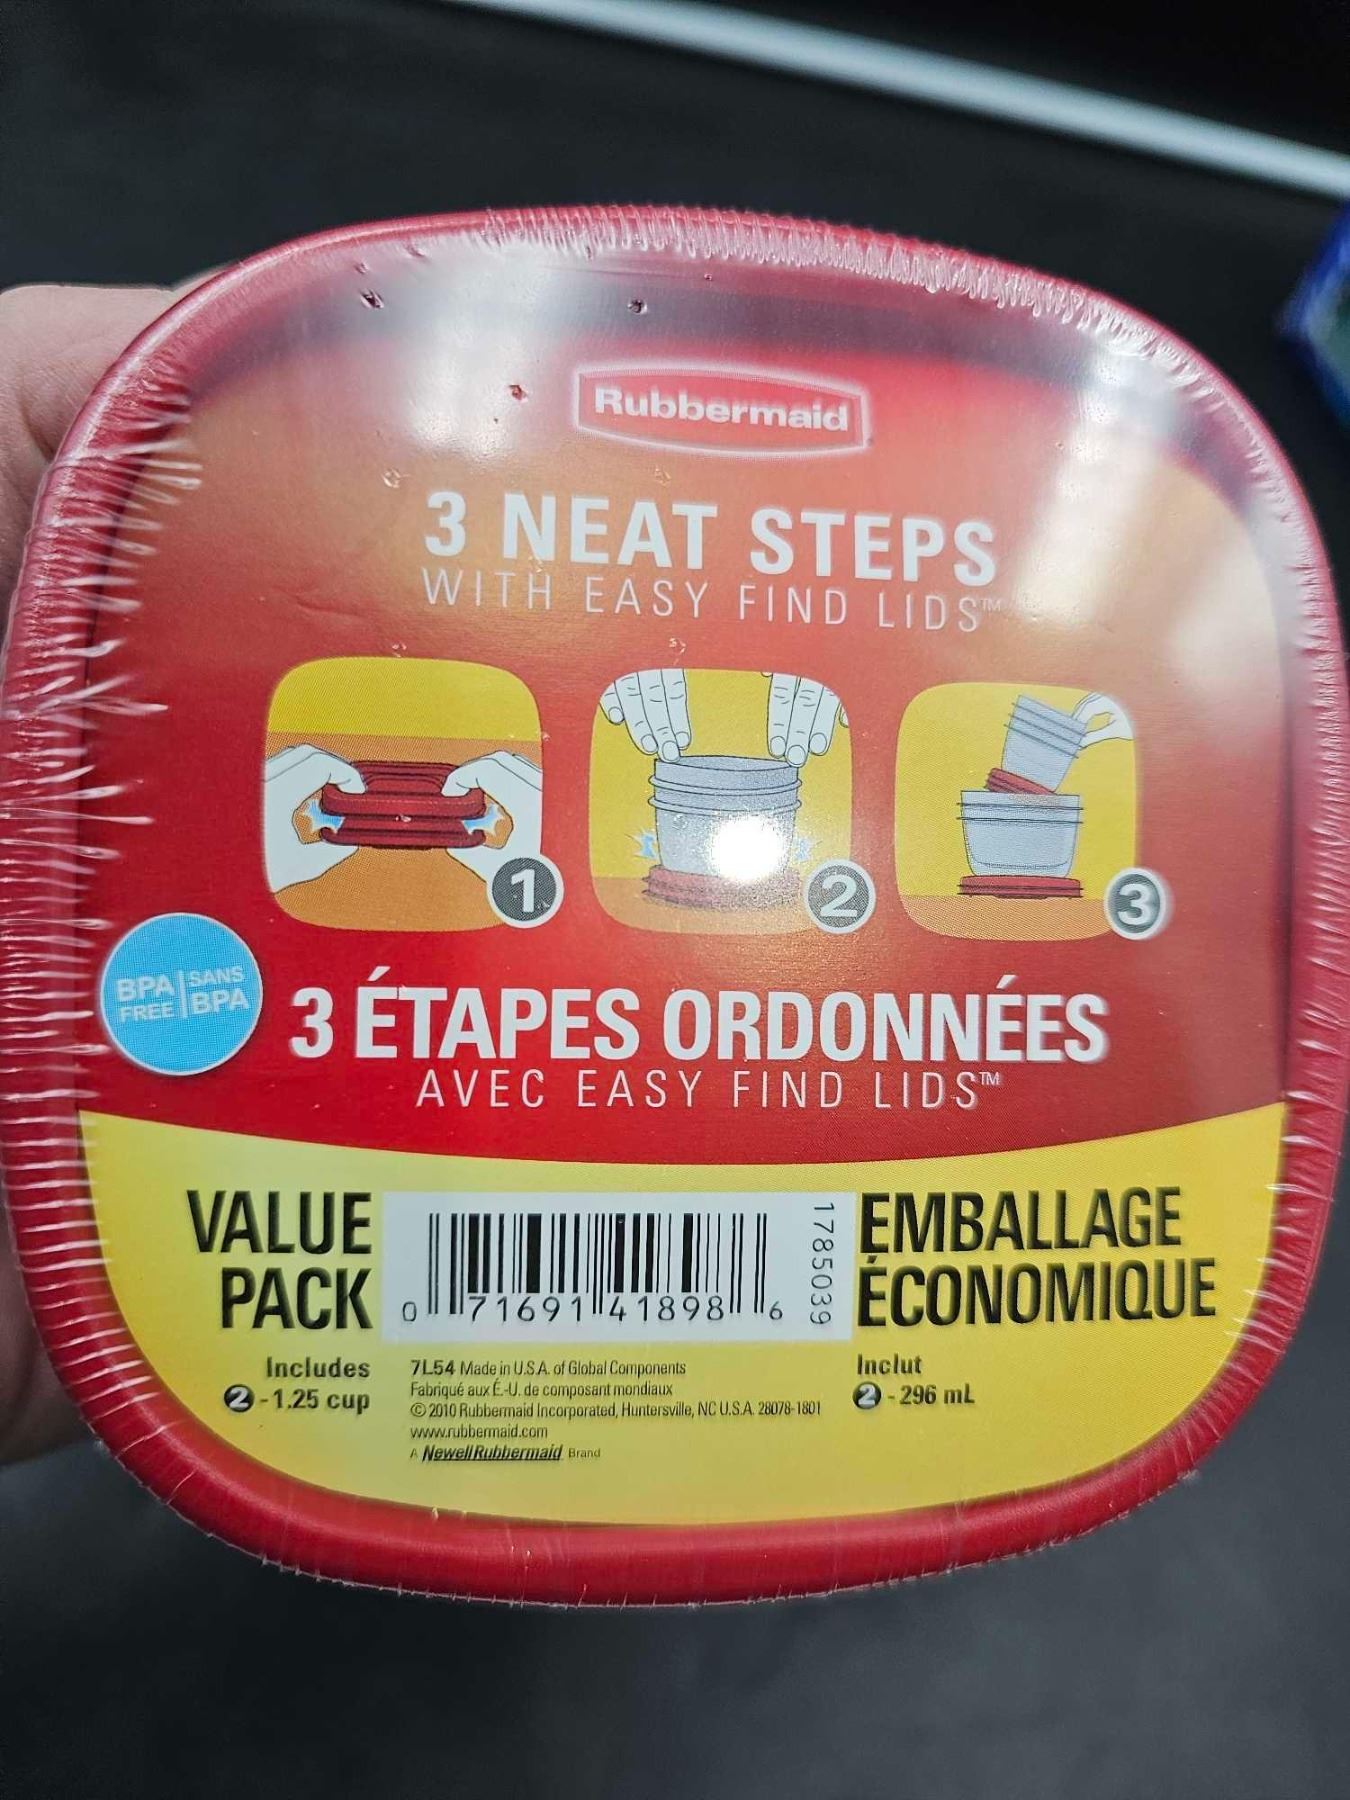 Rubbermaid
3 NEAT STEPS
WITH EASY FIND LIDS™
1
2
3
BPA FREE | SANS BPA
3 ÉTAPES ORDONNÉES
AVEC EASY FIND LIDS™
VALUE
PACK
0 71691 41898 6
1785039
EMBALLAGE
ÉCONOMIQUE
Includes
2 - 1.25 cup
7L54 Made in U.S.A. of Global Components
Fabriqué aux É.-U. de composant mondiaux
© 2010 Rubbermaid Incorporated, Huntersville, NC U.S.A. 28078-1801
www.rubbermaid.com
A NewellRubbermaid Brand
Inclut
2 - 296 mL